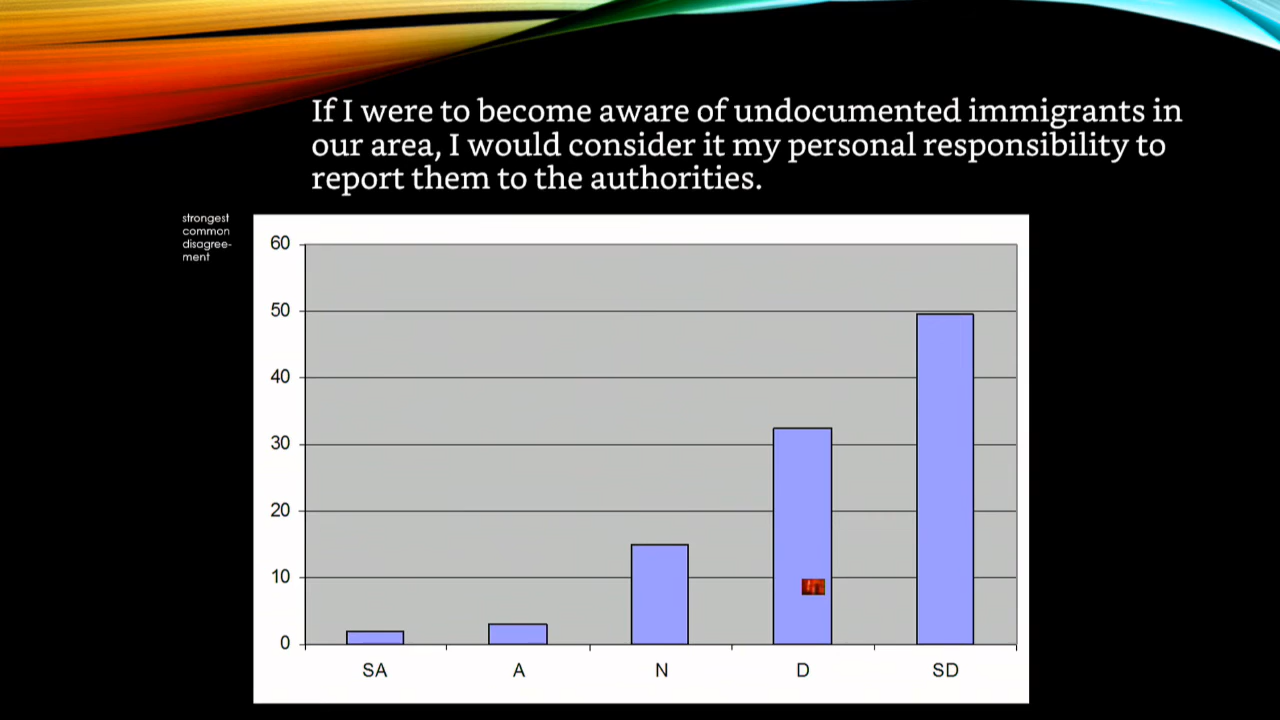 If I were to become aware of undocumented immigrants in
our area, I would consider it my personal responsibility to
report them to the authorities.
strongest
common
disagree-
ment
60
50
40
30
20
10
0
SA A N D SD